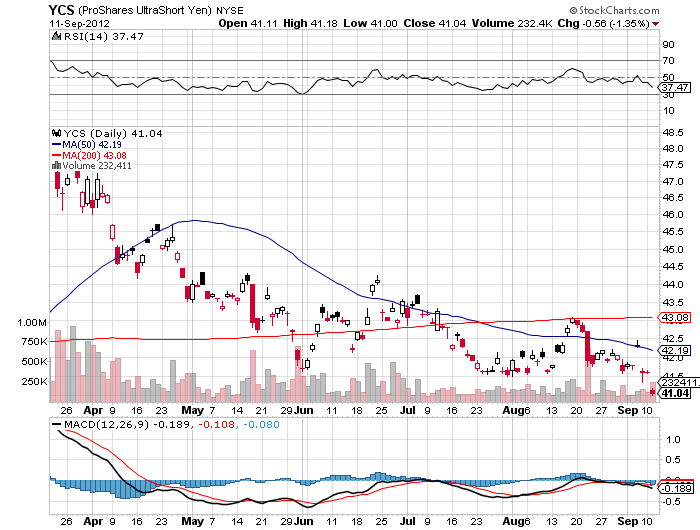 YCS (ProShares UltraShort Yen) NYSE © StockCharts.com
11-Sep-2012 Open 41.11 High 41.18 Low 41.00 Close 41.04 Volume 232.4K Chg -0.56 (-1.35%)
RSI(14) 37.47
90
70
50
37.47
30
10
YCS (Daily) 41.04
MA(50) 42.19
MA(200) 43.08
Volume 232,411
48.5
48.0
47.5
47.0
46.5
46.0
45.5
45.0
44.5
44.0
43.5
43.08
42.5
42.19
42.0
41.5
232411
41.04
1.00M
750K
500K
250K
26 Apr 9 16 23 May 7 14 21 29 Jun 11 18 25 Jul 9 16 23 Aug 6 13 20 27 Sep 10
MACD(12,26,9) -0.189, -0.108, -0.080
1.0
0.5
0.0
-0.189
-0.5
26 Apr 9 16 23 May 7 14 21 29 Jun 11 18 25 Jul 9 16 23 Aug 6 13 20 27 Sep 10